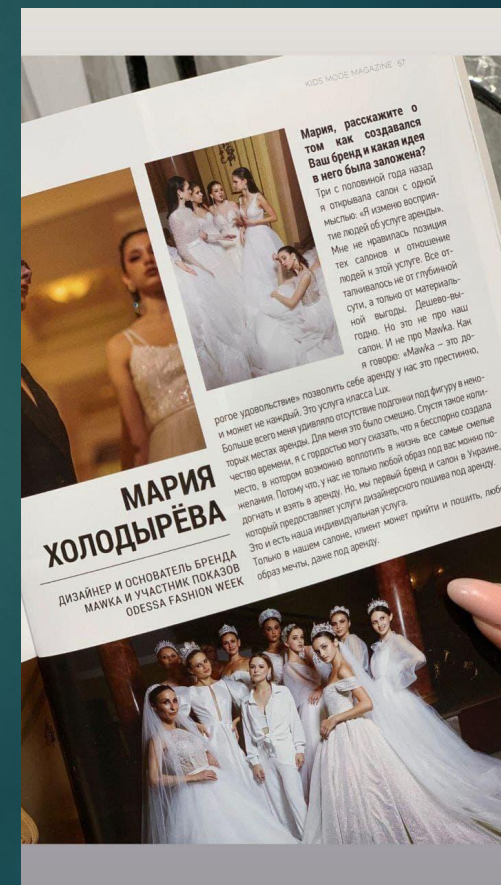 KIDS MODE MAGAZINE 57
Мария, расскажите о
том как создавался
Ваш бренд и какая идея
в него была заложена?
Три с половиной года назад
я открывала салон с одной
мыслью: «Я изменю восприя-
тие людей об услуге аренды».
Мне не нравилась позиция
тех салонов и отношение
людей к этой услуге. Все от-
талкивалось не от глубинной
сути, а только от материаль-
ной выгоды. Дешево-вы-
годно. Но это не про наш
салон. И не про Mawka. Как
я говорю: «Mawka – это до-
рогое удовольствие» позволить себе аренду у нас это престижно,
и может не каждый. Это услуга класса Lux.
Больше всего меня удивляло отсутствие подгонки под фигуру в неко-
торых местах аренды. Для меня это было смешно. Спустя такое коли-
чество времени, я с гордостью могу сказать, что я бесспорно создала
место, в котором возможно воплотить в жизнь все самые смелые
желания. Потому что, у нас не только любой образ под вас можно по-
догнать и взять в аренду. Но, мы первый бренд и салон в Украине,
который предоставляет услуги дизайнерского пошива под аренду.
Это и есть наша индивидуальная услуга.
Только в нашем салоне, клиент может прийти и пошить, люб
образ мечты, даже под аренду.
МАРИЯ
ХОЛОДЫРЁВА
ДИЗАЙНЕР И ОСНОВАТЕЛЬ БРЕНДА
MAWKA И УЧАСТНИК ПОКАЗОВ
ODESSA FASHION WEEK